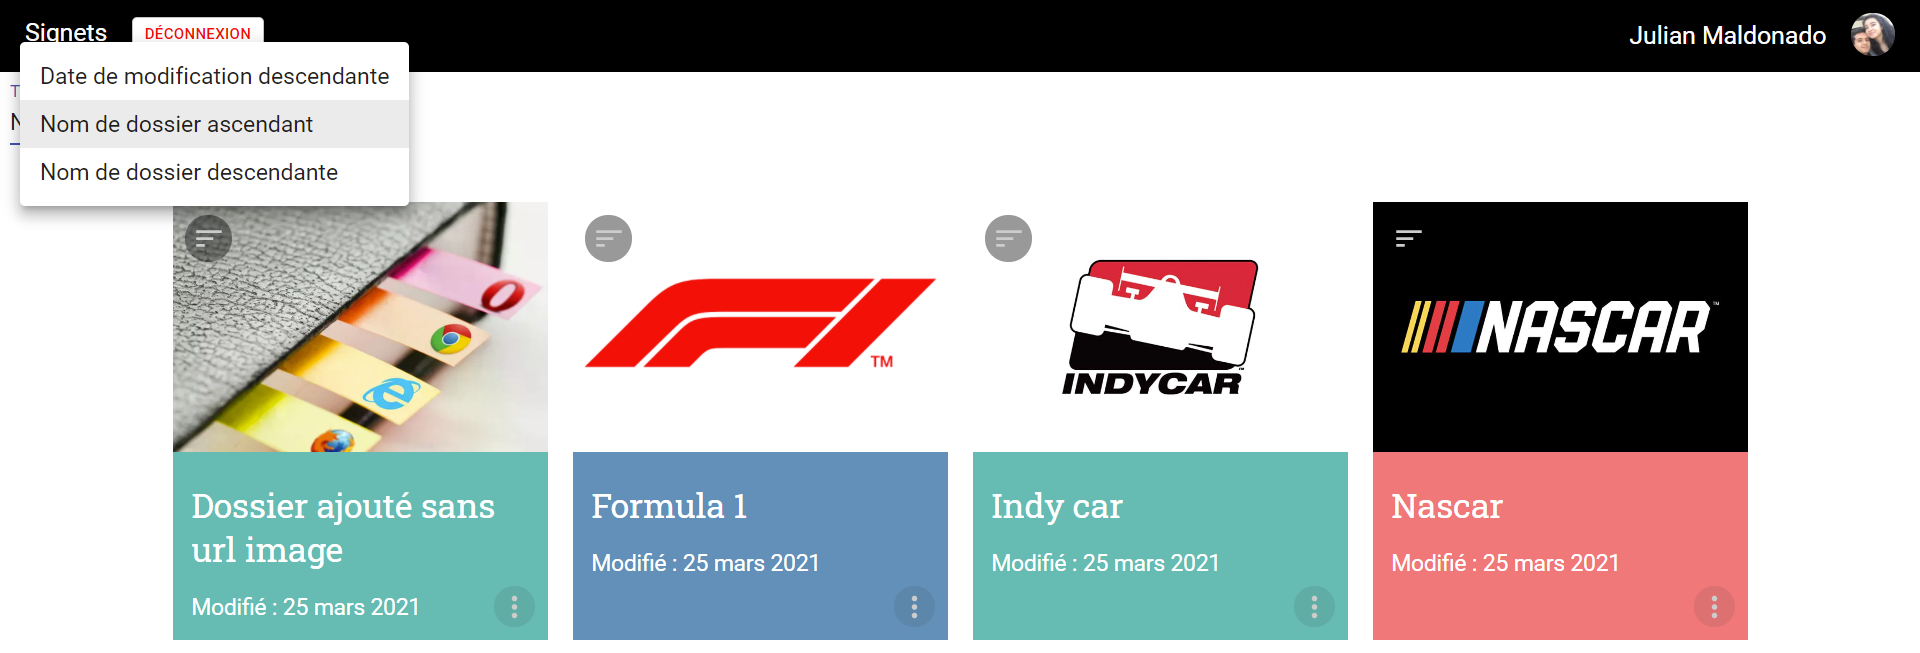 Signets
DÉCONNEXION
Julian Maldonado
Date de modification descendante
Nom de dossier ascendant
Nom de dossier descendante
TM
INDYCAR
NASCAR
Dossier ajouté sans
url image
Modifié : 25 mars 2021
Formula 1
Modifié : 25 mars 2021
Indy car
Modifié : 25 mars 2021
Nascar
Modifié : 25 mars 2021